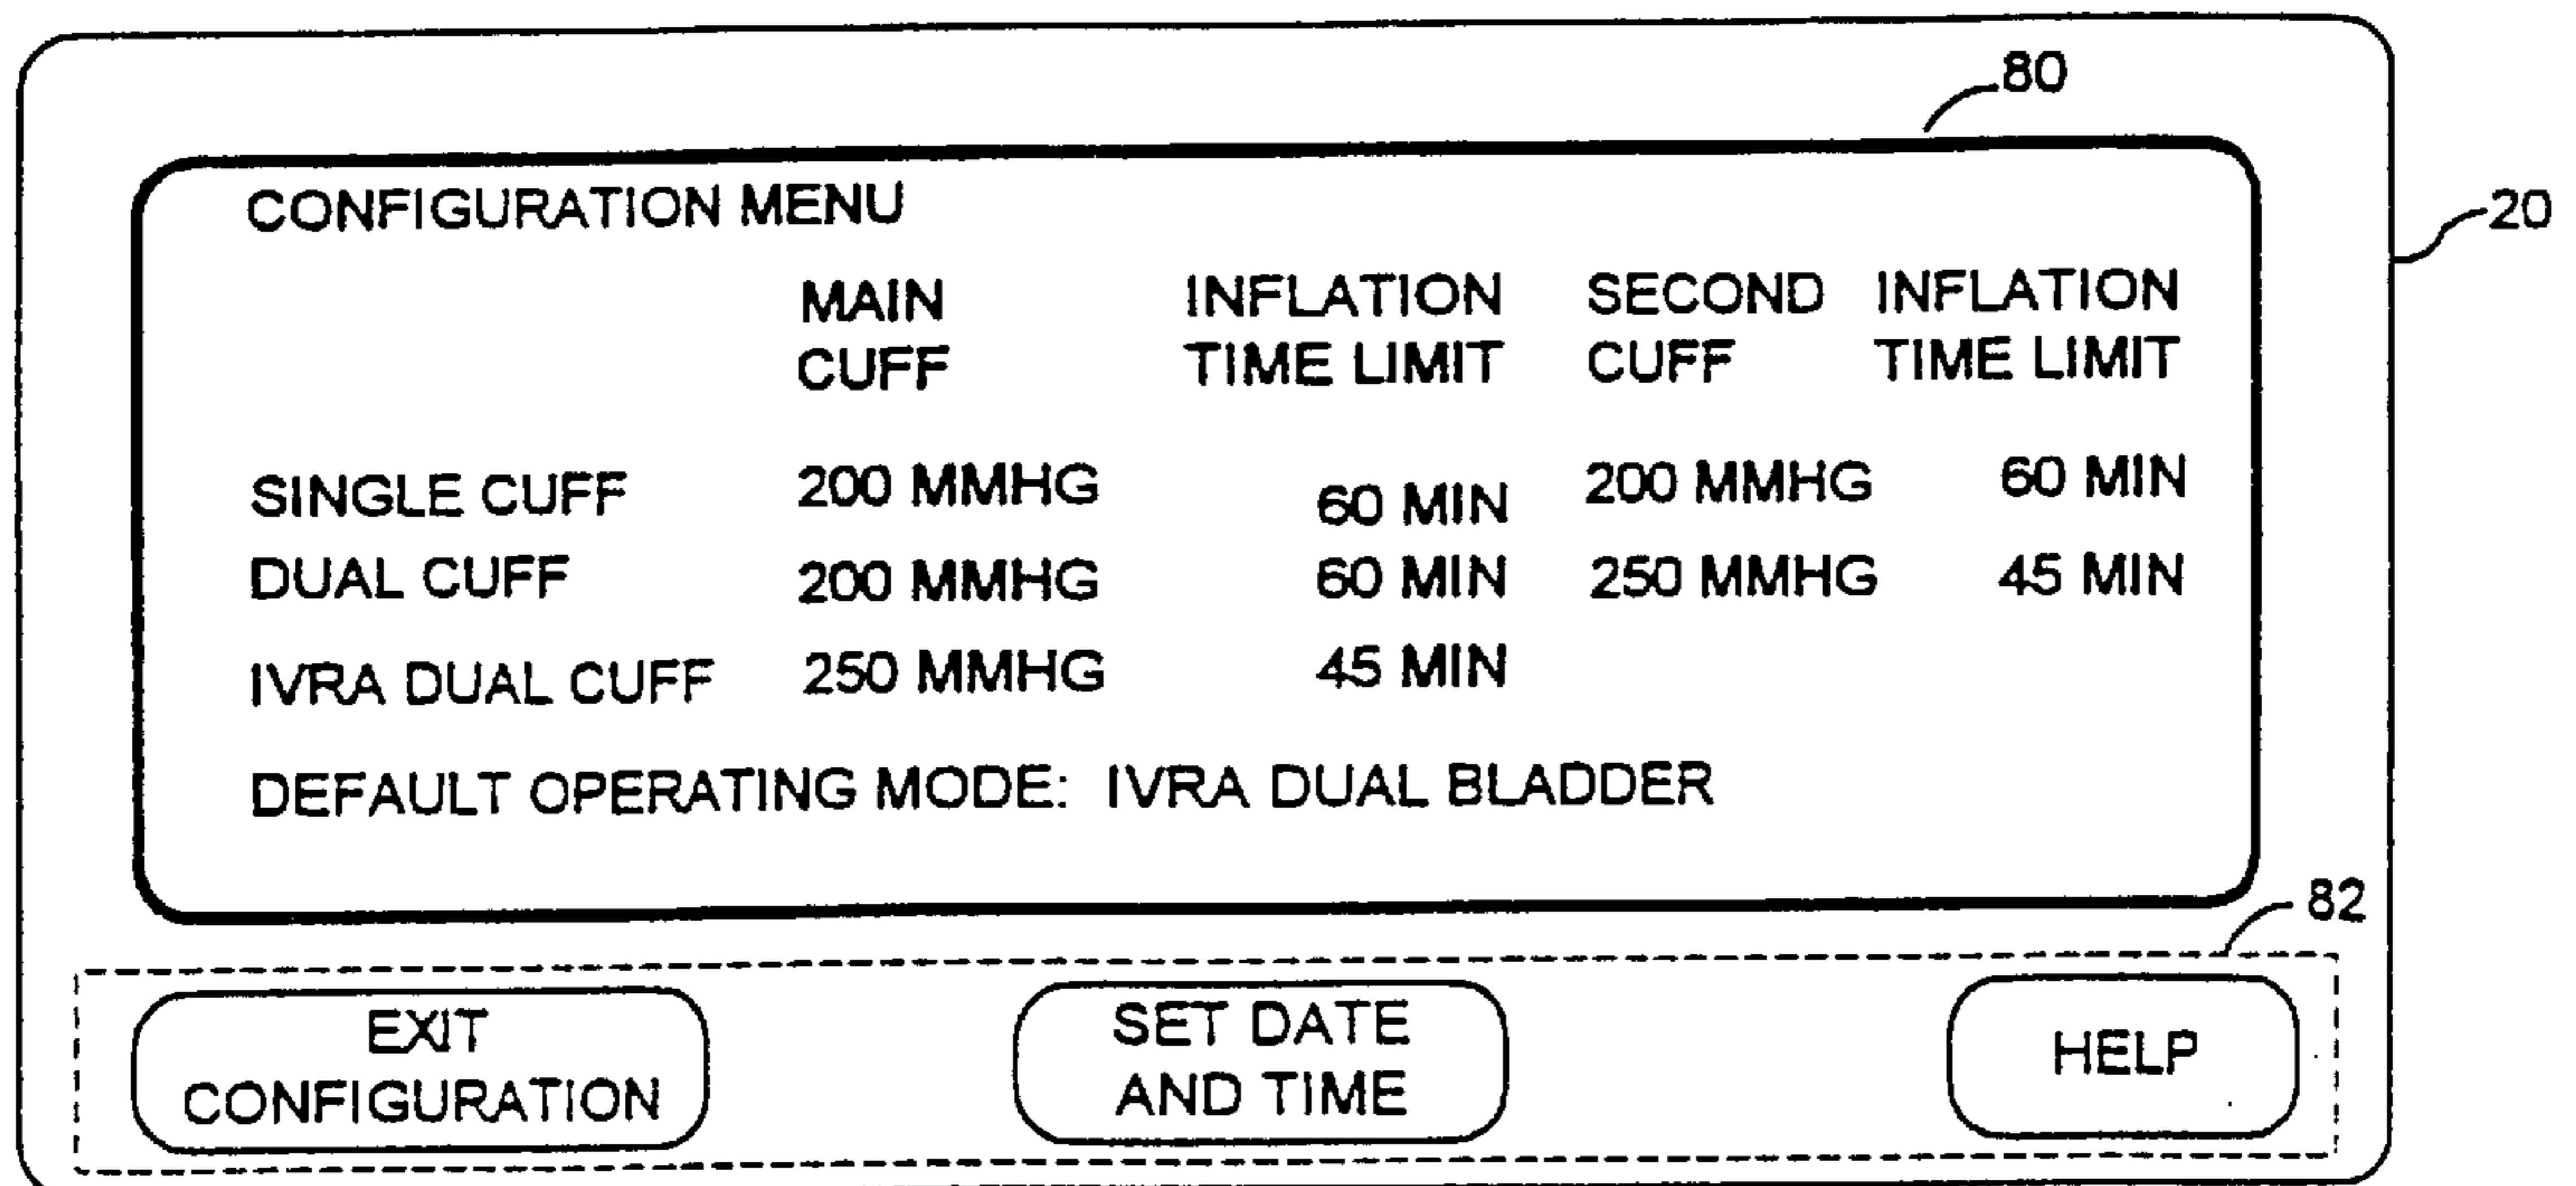 80
20
CONFIGURATION MENU
MAIN CUFF INFLATION TIME LIMIT SECOND CUFF INFLATION TIME LIMIT
SINGLE CUFF 200 MMHG 60 MIN 200 MMHG 60 MIN
DUAL CUFF 200 MMHG 60 MIN 250 MMHG 45 MIN
IVRA DUAL CUFF 250 MMHG 45 MIN
DEFAULT OPERATING MODE: IVRA DUAL BLADDER
82
EXIT
CONFIGURATION
SET DATE
AND TIME
HELP